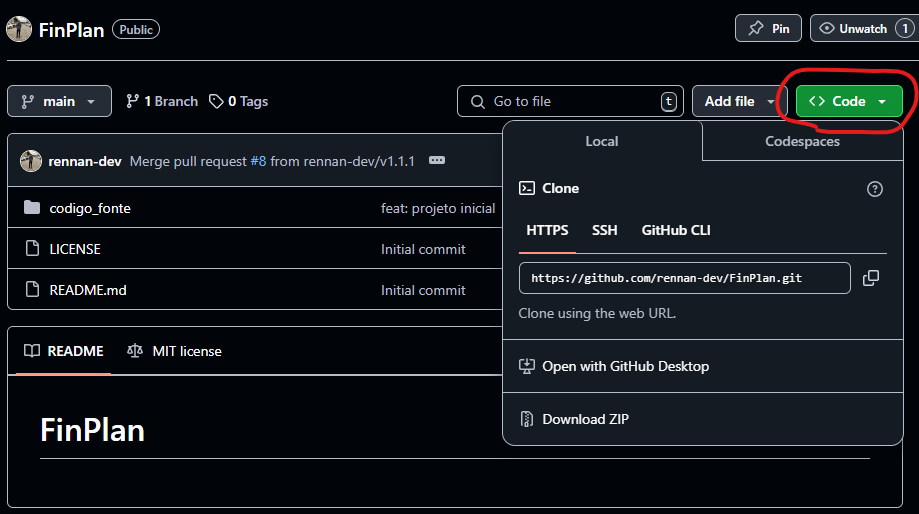 FinPlan Public Pin Unwatch 1
main 1 Branch 0 Tags Go to file t Add file <> Code
Local Codespaces
rennan-dev Merge pull request #8 from rennan-dev/v1.1.1
Clone
codigo_fonte feat: projeto inicial
HTTPS SSH GitHub CLI
LICENSE Initial commit
https://github.com/rennan-dev/FinPlan.git
README.md Initial commit
Clone using the web URL.
README MIT license
Open with GitHub Desktop
Download ZIP
FinPlan